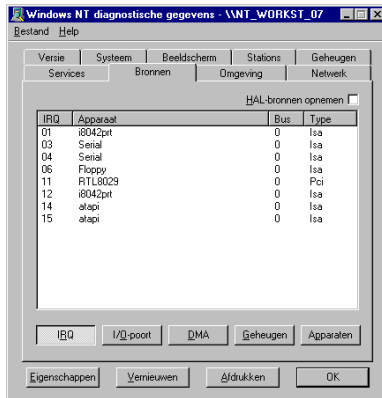 Windows NT diagnostische gegevens - \\NT_WORKST_07
Bestand Help
Versie Systeem Beeldscherm Stations Geheugen
Services Bronnen Omgeving Netwerk
HAL-bronnen opnemen
IRQ Apparaat Bus Type
01 i8042prt 0 Isa
03 Serial 0 Isa
04 Serial 0 Isa
06 Floppy 0 Isa
11 RTL8029 0 Pci
12 i8042prt 0 Isa
14 atapi 0 Isa
15 atapi 0 Isa
IRQ I/O-poort DMA Geheugen Apparaten
Eigenschappen Vernieuwen Afdrukken OK